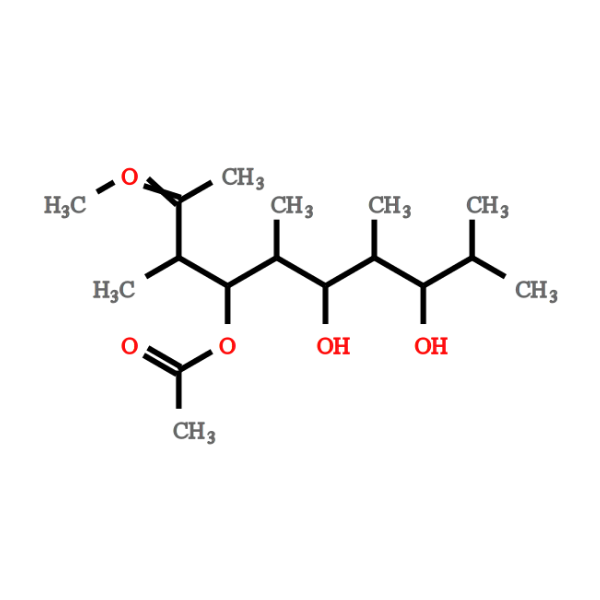 O CH₃
H₃C CH₃ CH₃ CH₃
H₃C CH₃
O O OH OH
CH₃